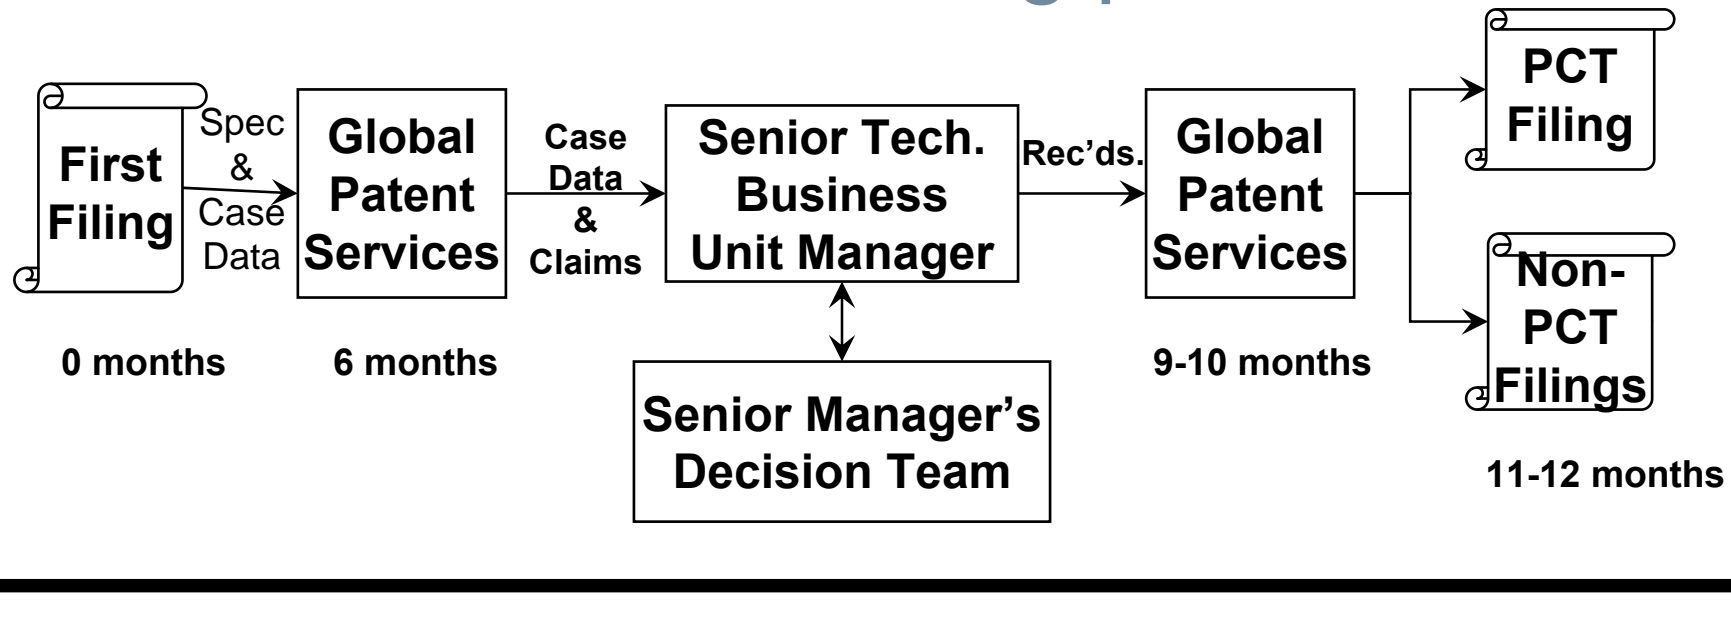 First
Filing
Spec
&
Case
Data
Global
Patent
Services
Case
Data
&
Claims
Senior Tech.
Business
Unit Manager
Rec’ds.
Global
Patent
Services
PCT
Filing
Non-
PCT
Filings
0 months
6 months
9-10 months
Senior Manager’s
Decision Team
11-12 months